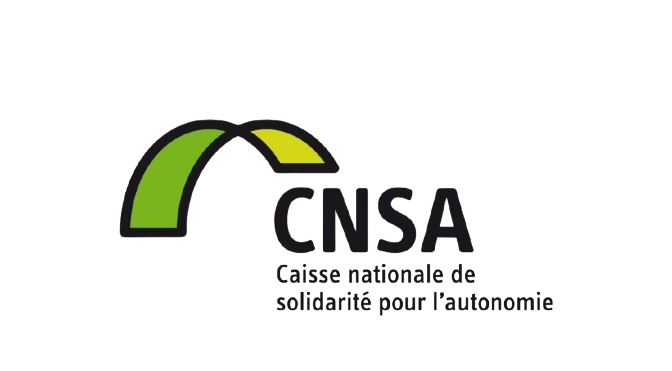 CNSA
Caisse nationale de
solidarité pour l'autonomie